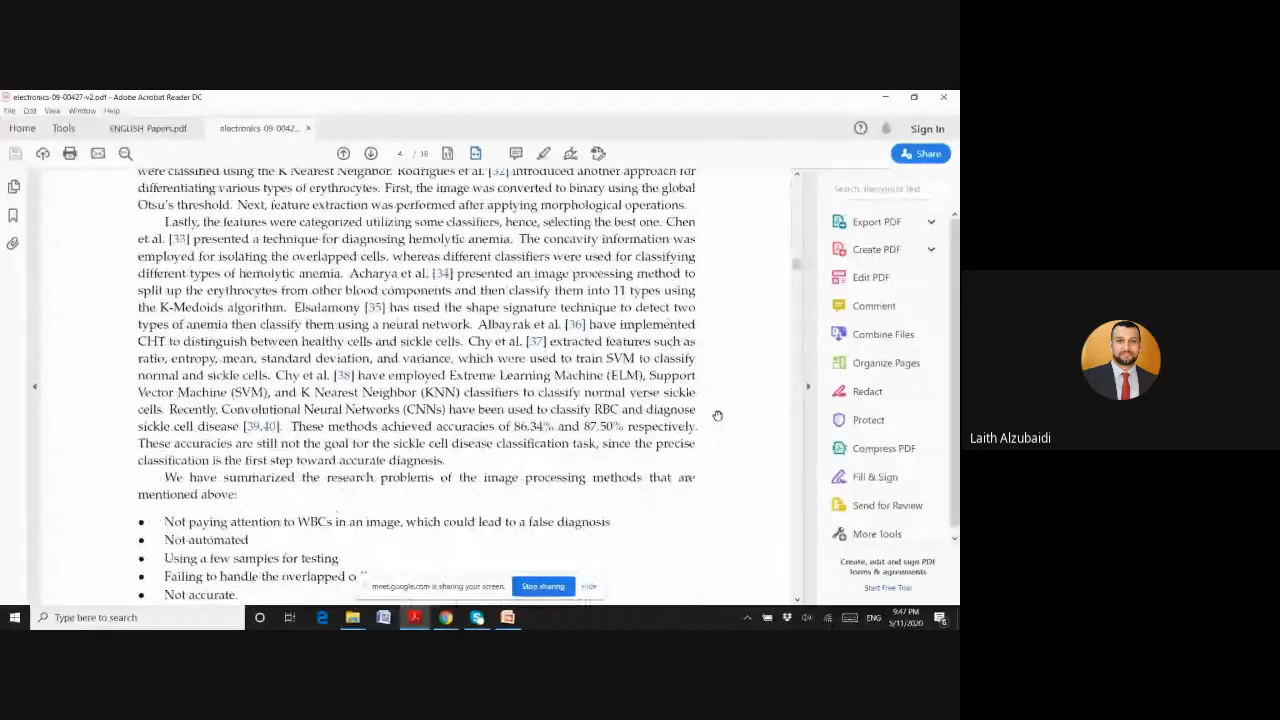 electronics-09-00427-v2.pdf - Adobe Acrobat Reader DC
File Edit View Window Help
Home Tools ENGLISH Papers.pdf electronics-09-0042... × Sign In
4 / 18 Share
were classified using the K Nearest Neighbor. Rodrigues et al. [32] introduced another approach for
differentiating various types of erythrocytes. First, the image was converted to binary using the global
Otsu's threshold. Next, feature extraction was performed after applying morphological operations.
Lastly, the features were categorized utilizing some classifiers, hence, selecting the best one. Chen
et al. [33] presented a technique for diagnosing hemolytic anemia. The concavity information was
employed for isolating the overlapped cells, whereas different classifiers were used for classifying
different types of hemolytic anemia. Acharya et al. [34] presented an image processing method to
split up the erythrocytes from other blood components and then classify them into 11 types using
the K-Medoids algorithm. Elsalamony [35] has used the shape signature technique to detect two
types of anemia then classify them using a neural network. Albayrak et al. [36] have implemented
CHT to distinguish between healthy cells and sickle cells. Chy et al. [37] extracted features such as
ratio, entropy, mean, standard deviation, and variance, which were used to train SVM to classify
normal and sickle cells. Chy et al. [38] have employed Extreme Learning Machine (ELM), Support
Vector Machine (SVM), and K Nearest Neighbor (KNN) classifiers to classify normal verse sickle
cells. Recently, Convolutional Neural Networks (CNNs) have been used to classify RBC and diagnose
sickle cell disease [39,40]. These methods achieved accuracies of 86.34% and 87.50% respectively.
These accuracies are still not the goal for the sickle cell disease classification task, since the precise
classification is the first step toward accurate diagnosis.
We have summarized the research problems of the image processing methods that are
mentioned above:
• Not paying attention to WBCs in an image, which could lead to a false diagnosis
• Not automated
• Using a few samples for testing
• Failing to handle the overlapped
• Not accurate.
meet.google.com is sharing your screen. Stop sharing Hide
Search: Recognize Text
Export PDF
Create PDF
Edit PDF
Comment
Combine Files
Organize Pages
Redact
Protect
Compress PDF
Fill & Sign
Send for Review
More Tools
Create, edit and sign PDF
forms & agreements
Start Free Trial
Type here to search
ENG
9:47 PM
5/11/2020
Laith Alzubaidi